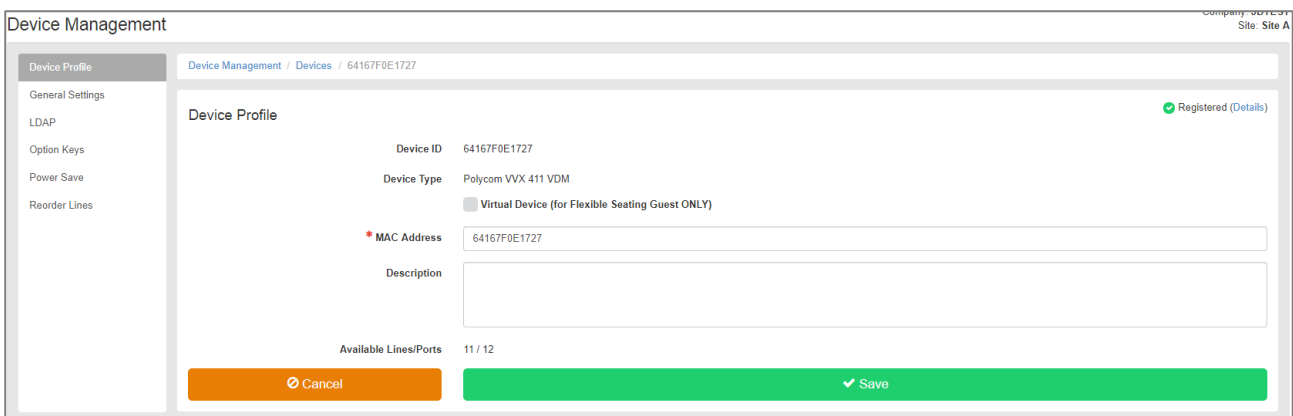 Device Management
Company: JDTEST
Site: Site A
Device Profile
General Settings
LDAP
Option Keys
Power Save
Reorder Lines
Device Management / Devices / 64167F0E1727
Device Profile
Registered (Details)
Device ID 64167F0E1727
Device Type Polycom VVX 411 VDM
Virtual Device (for Flexible Seating Guest ONLY)
* MAC Address 64167F0E1727
Description
Available Lines/Ports 11 / 12
Cancel
Save